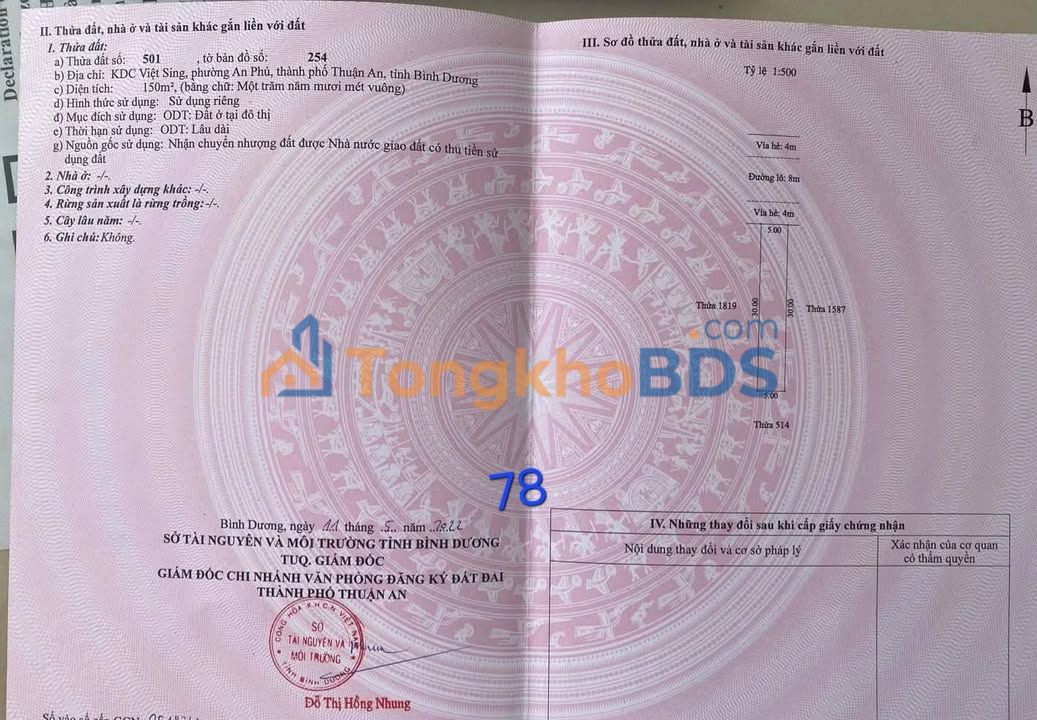 Declaration
II. Thửa đất, nhà ở và tài sản khác gắn liền với đất
1. Thửa đất:
a) Thửa đất số: 501 , tờ bản đồ số: 254
b) Địa chỉ: KDC Việt Sing, phường An Phú, thành phố Thuận An, tỉnh Bình Dương
c) Diện tích: 150m², (bằng chữ: Một trăm năm mươi mét vuông)
d) Hình thức sử dụng: Sử dụng riêng
đ) Mục đích sử dụng: ODT: Đất ở tại đô thị
e) Thời hạn sử dụng: ODT: Lâu dài
g) Nguồn gốc sử dụng: Nhận chuyển nhượng đất được Nhà nước giao đất có thu tiền sử
dụng đất
2. Nhà ở: -/-.
3. Công trình xây dựng khác: -/-.
4. Rừng sản xuất là rừng trồng:-/-.
5. Cây lâu năm: -/-.
6. Ghi chú: Không.
III. Sơ đồ thửa đất, nhà ở và tài sản khác gắn liền với đất
Tỷ lệ 1:500
B
Vỉa hè: 4m
Đường lô: 8m
Vỉa hè: 4m
5.00
Thửa 1819
30.00
30.00
Thửa 1587
5.00
Thửa 514
TongkhoBDS
.com
78
Bình Dương, ngày 11 tháng .5.. năm ..2022
SỞ TÀI NGUYÊN VÀ MÔI TRƯỜNG TỈNH BÌNH DƯƠNG
TUQ. GIÁM ĐỐC
GIÁM ĐỐC CHI NHÁNH VĂN PHÒNG ĐĂNG KÝ ĐẤT ĐAI
THÀNH PHỐ THUẬN AN
CỘNG HÒA X.H.C.N VIỆT NAM
SỞ
TÀI NGUYÊN VÀ
MÔI TRƯỜNG
TỈNH BÌNH DƯƠNG
Đỗ Thị Hồng Nhung
IV. Những thay đổi sau khi cấp giấy chứng nhận
Nội dung thay đổi và cơ sở pháp lý
Xác nhận của cơ quan
có thẩm quyền